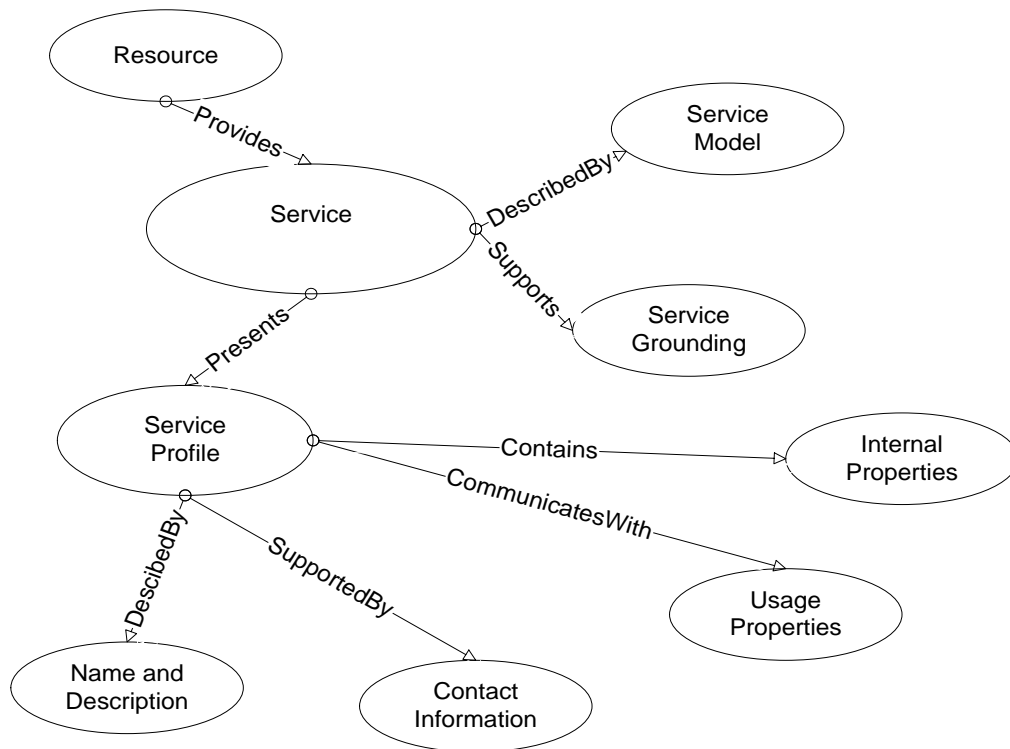 Resource
Provides
Service
Model
DescribedBy
Service
Supports
Service
Grounding
Presents
Service
Profile
Contains
Internal
Properties
CommunicatesWith
DescibedBy
SupportedBy
Usage
Properties
Name and
Description
Contact
Information